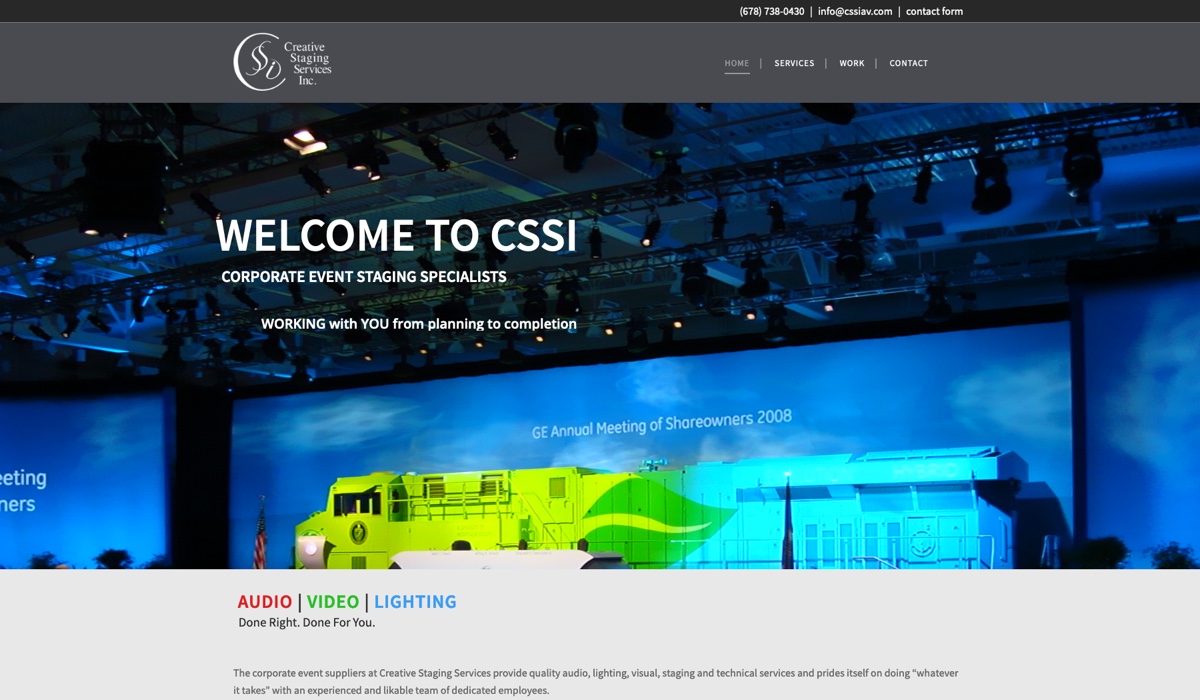 (678) 738-0430 | info@cssiav.com | contact form
Creative
Staging
Services
Inc.
HOME | SERVICES | WORK | CONTACT
WELCOME TO CSSI
CORPORATE EVENT STAGING SPECIALISTS
WORKING with YOU from planning to completion
GE Annual Meeting of Shareowners 2008
eeting
ners
HYBRID
AUDIO | VIDEO | LIGHTING
Done Right. Done For You.
The corporate event suppliers at Creative Staging Services provide quality audio, lighting, visual, staging and technical services and prides itself on doing “whatever
it takes” with an experienced and likable team of dedicated employees.